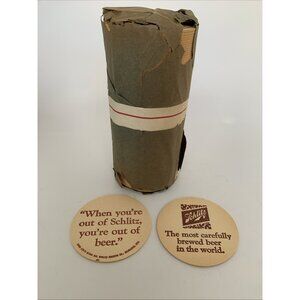 "When you're
out of Schlitz,
you're out of
beer."
Schlitz
The most carefully
brewed beer
in the world.